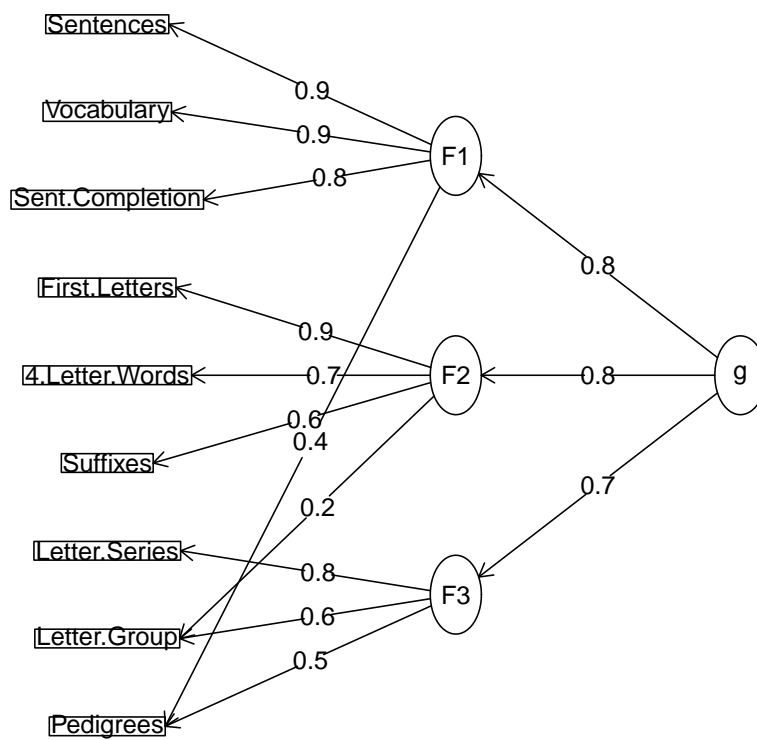 Sentences
Vocabulary
Sent.Completion
First.Letters
4.Letter.Words
Suffixes
Letter.Series
Letter.Group
Pedigrees
0.9
0.9
0.8
0.9
0.7
0.6
0.4
0.2
0.8
0.6
0.5
F1
F2
F3
0.8
0.8
0.7
g